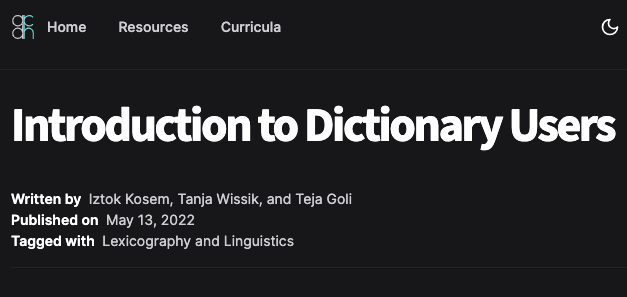 Home Resources Curricula
Introduction to Dictionary Users
Written by Iztok Kosem, Tanja Wissik, and Teja Goli
Published on May 13, 2022
Tagged with Lexicography and Linguistics